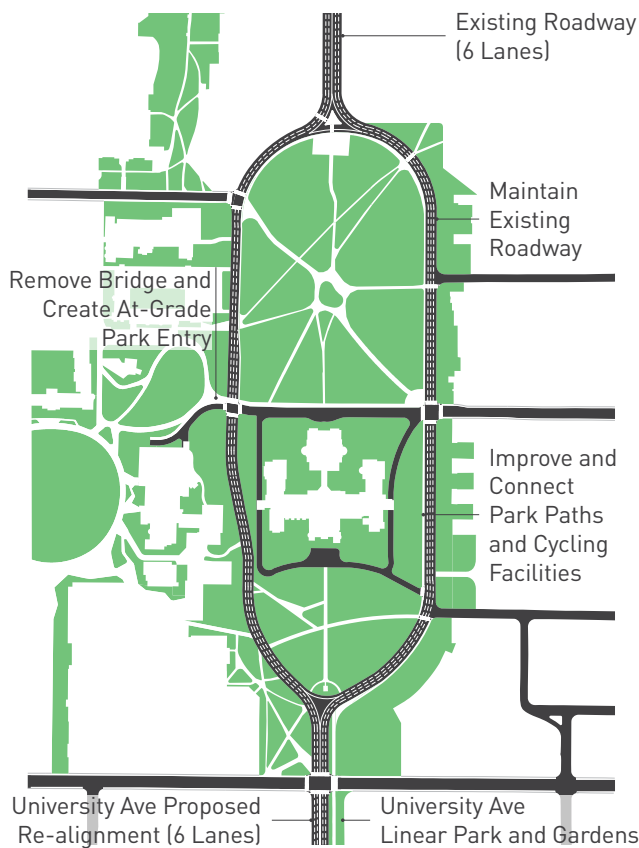 Existing Roadway
(6 Lanes)
Maintain
Existing
Roadway
Remove Bridge and
Create At-Grade
Park Entry
Improve and
Connect
Park Paths
and Cycling
Facilities
University Ave Proposed
Re-alignment (6 Lanes)
University Ave
Linear Park and Gardens